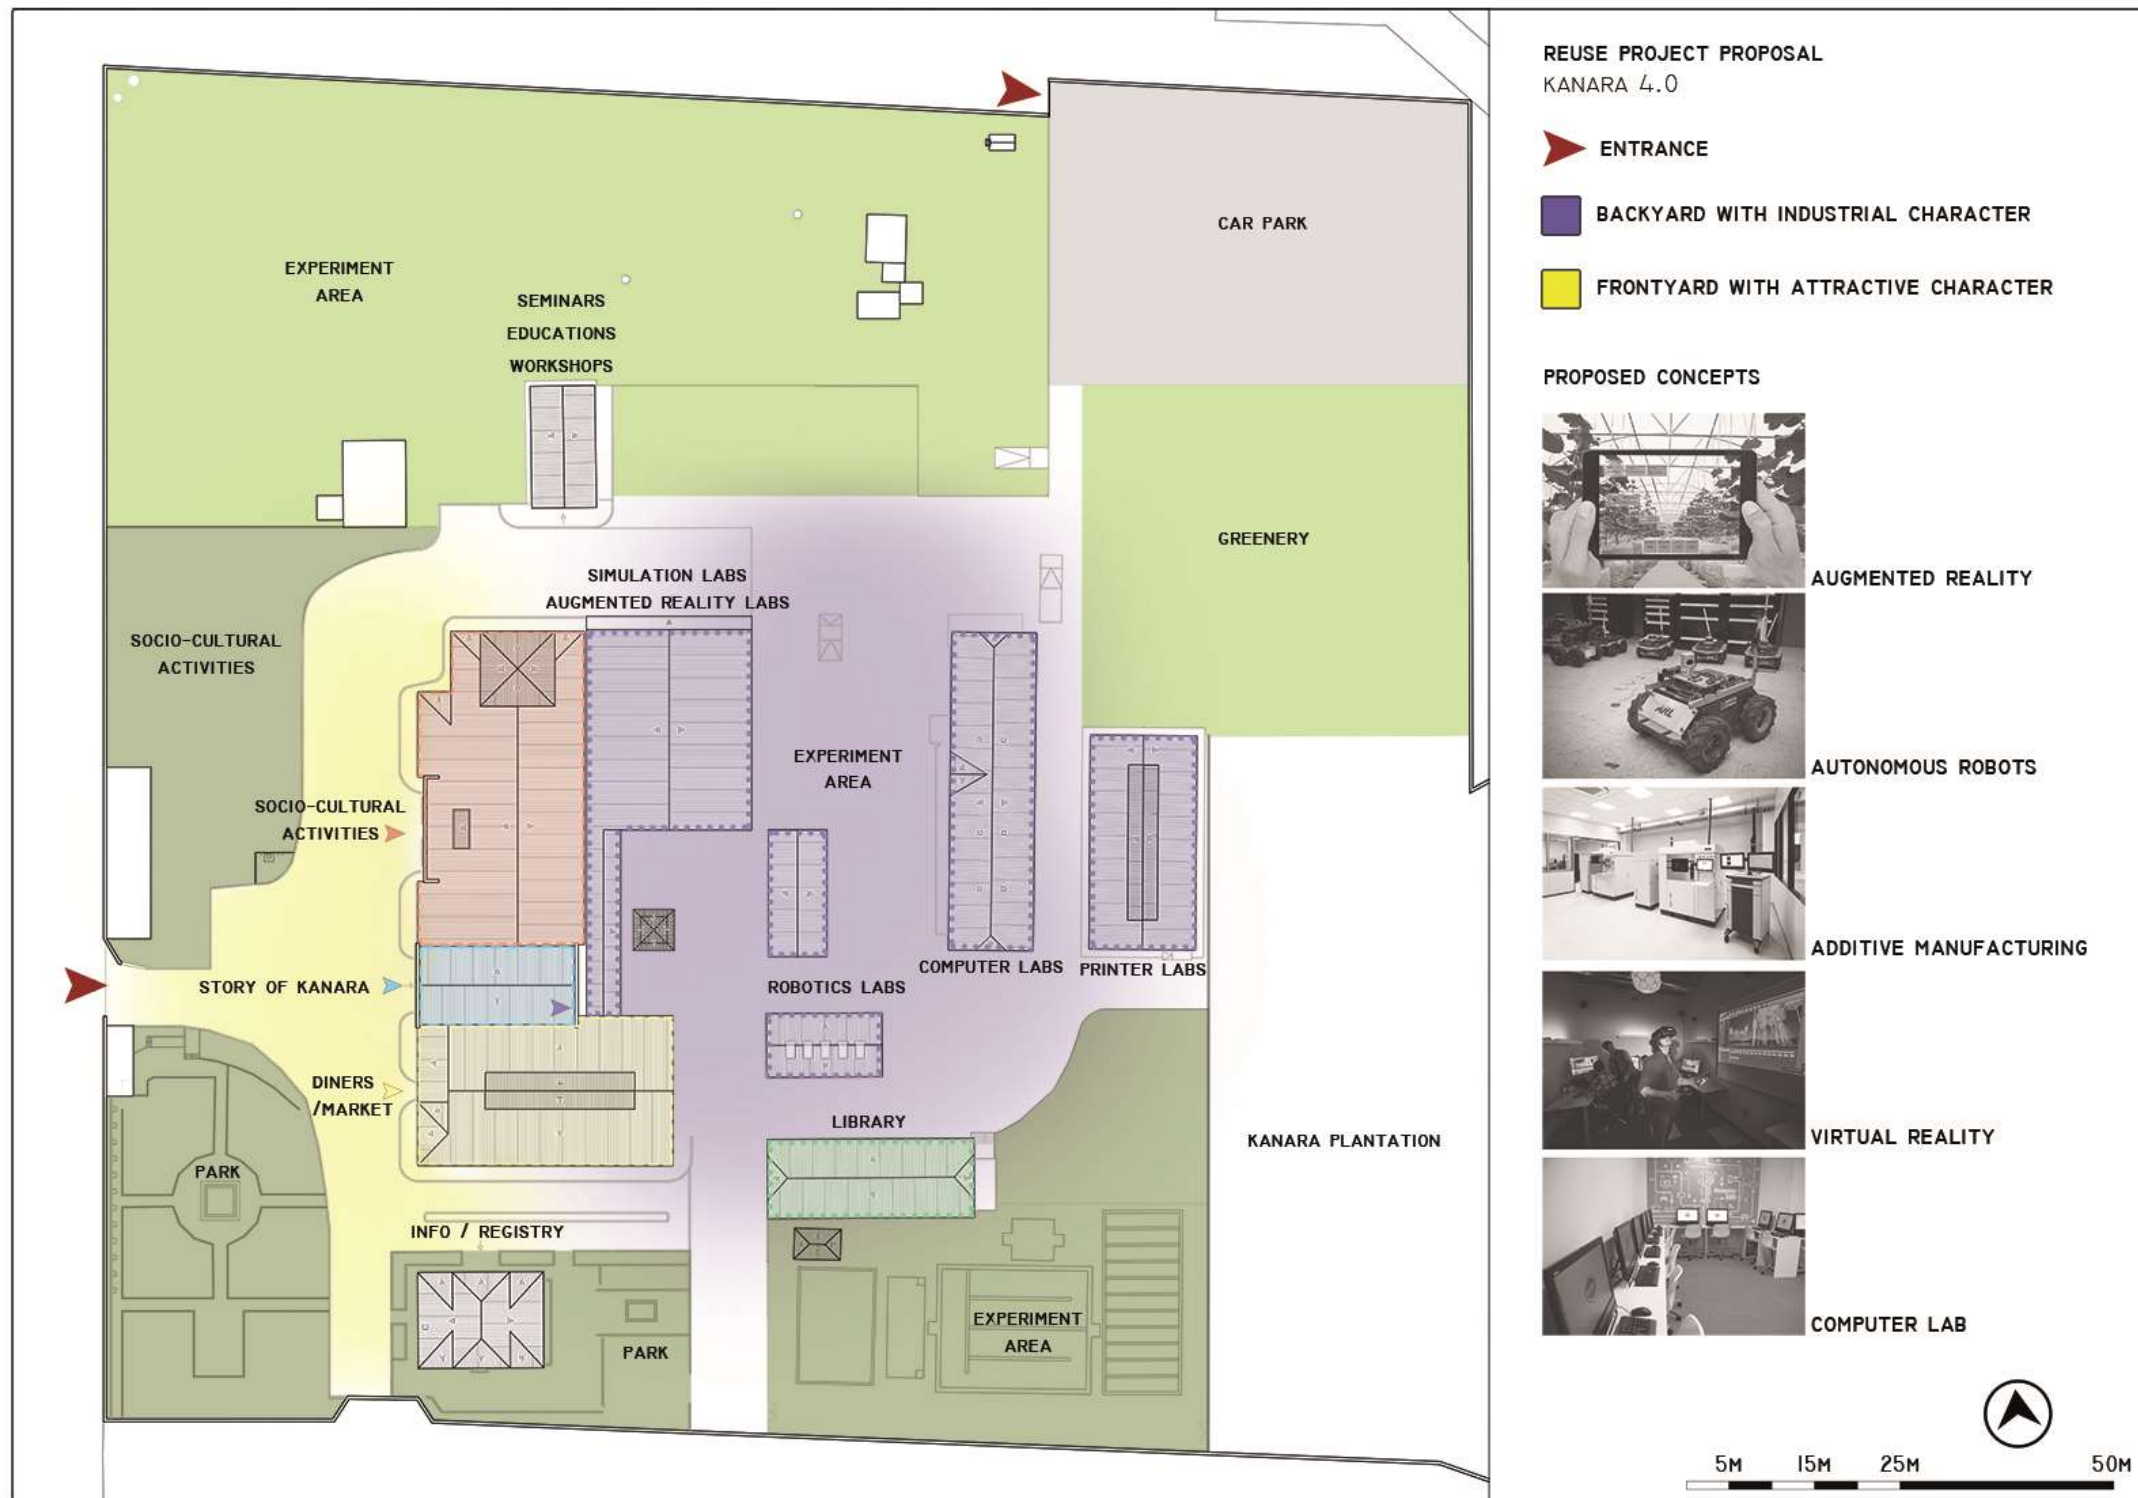 REUSE PROJECT PROPOSAL
KANARA 4.0
ENTRANCE
BACKYARD WITH INDUSTRIAL CHARACTER
FRONTYARD WITH ATTRACTIVE CHARACTER
PROPOSED CONCEPTS
AUGMENTED REALITY
AUTONOMOUS ROBOTS
ADDITIVE MANUFACTURING
VIRTUAL REALITY
COMPUTER LAB
5M 15M 25M 50M
CAR PARK
EXPERIMENT
AREA
SEMINARS
EDUCATIONS
WORKSHOPS
GREENERY
SIMULATION LABS
AUGMENTED REALITY LABS
SOCIO-CULTURAL
ACTIVITIES
EXPERIMENT
AREA
SOCIO-CULTURAL
ACTIVITIES
COMPUTER LABS
PRINTER LABS
STORY OF KANARA
ROBOTICS LABS
DINERS
/MARKET
LIBRARY
KANARA PLANTATION
PARK
INFO / REGISTRY
EXPERIMENT
AREA
PARK
ARL